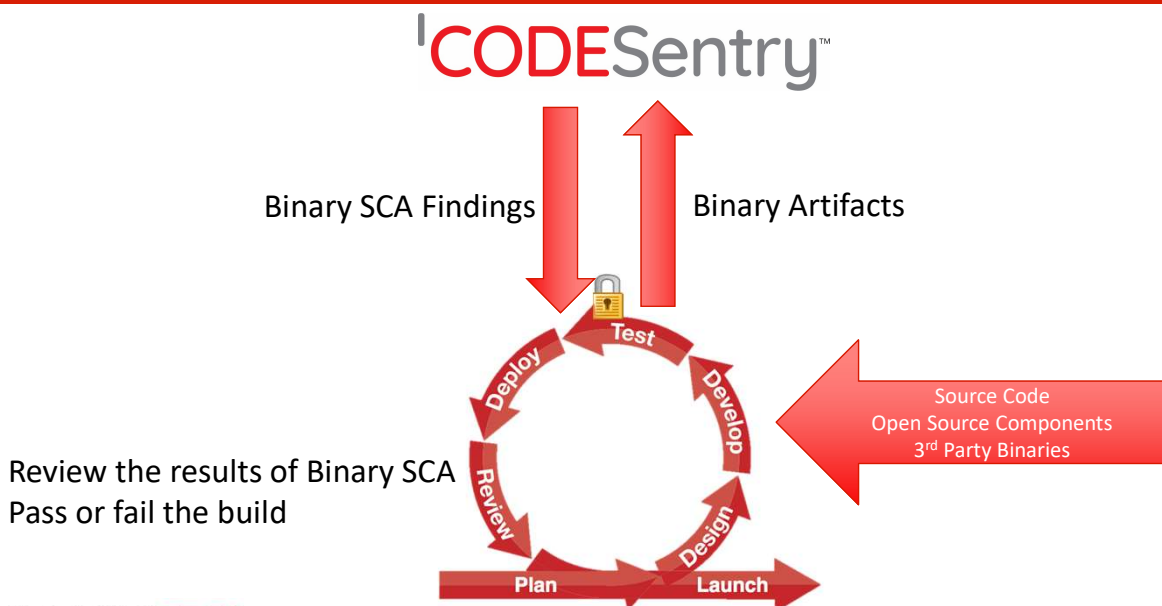 CODESentry™
Binary SCA Findings
Binary Artifacts
Test
Deploy
Develop
Source Code
Open Source Components
3rd Party Binaries
Review the results of Binary SCA
Pass or fail the build
Review
Design
Plan
Launch